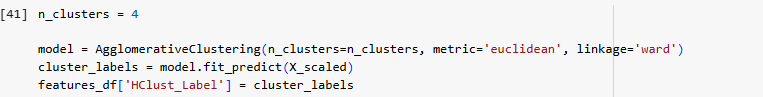 [41] n_clusters = 4
model = AgglomerativeClustering(n_clusters=n_clusters, metric='euclidean', linkage='ward')
cluster_labels = model.fit_predict(X_scaled)
features_df['HClust_Label'] = cluster_labels